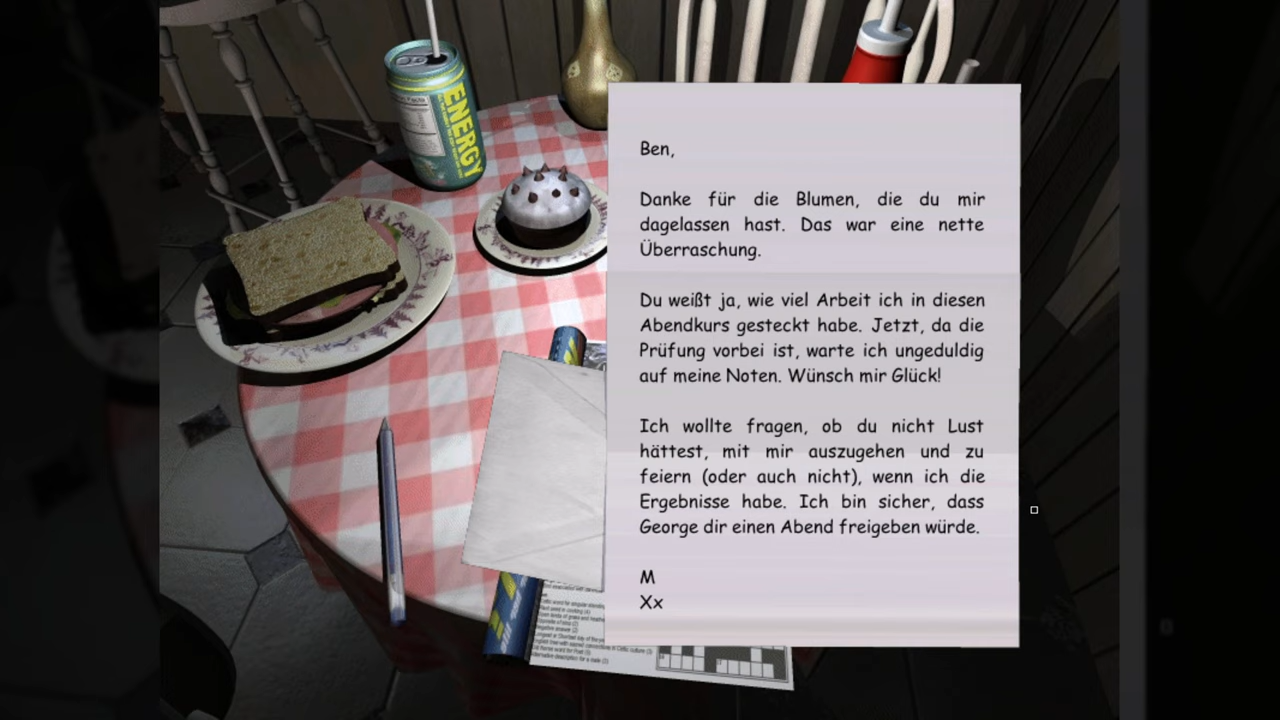 ENERGY
Ben,
Danke für die Blumen, die du mir
dagelassen hast. Das war eine nette
Überraschung.
Du weißt ja, wie viel Arbeit ich in diesen
Abendkurs gesteckt habe. Jetzt, da die
Prüfung vorbei ist, warte ich ungeduldig
auf meine Noten. Wünsch mir Glück!
Ich wollte fragen, ob du nicht Lust
hättest, mit mir auszugehen und zu
feiern (oder auch nicht), wenn ich die
Ergebnisse habe. Ich bin sicher, dass
George dir einen Abend freigeben würde.
M
Xx